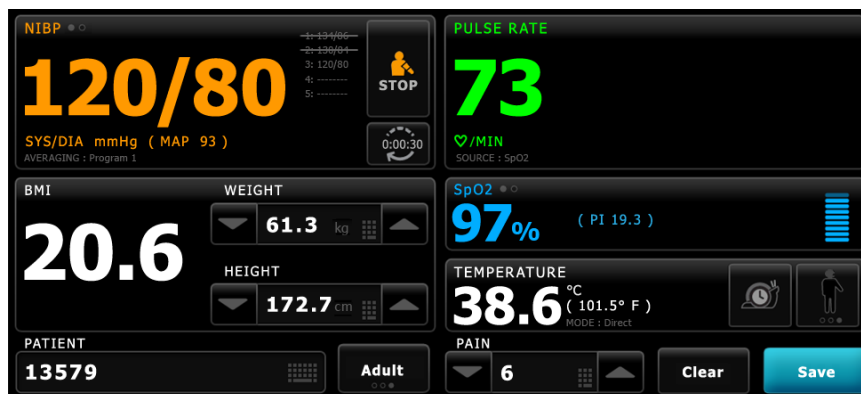 NIBP
1: 134/86
2: 130/84
3: 120/80
4: --------
5: --------
120/80
SYS/DIA mmHg ( MAP 93 )
AVERAGING : Program 1
STOP
0:00:30
PULSE RATE
73
/MIN
SOURCE : SpO2
BMI
20.6
WEIGHT
61.3 kg
HEIGHT
172.7 cm
SpO2
97% ( PI 19.3 )
TEMPERATURE
38.6 °C
( 101.5° F )
MODE : Direct
PATIENT
13579
Adult
PAIN
6
Clear
Save